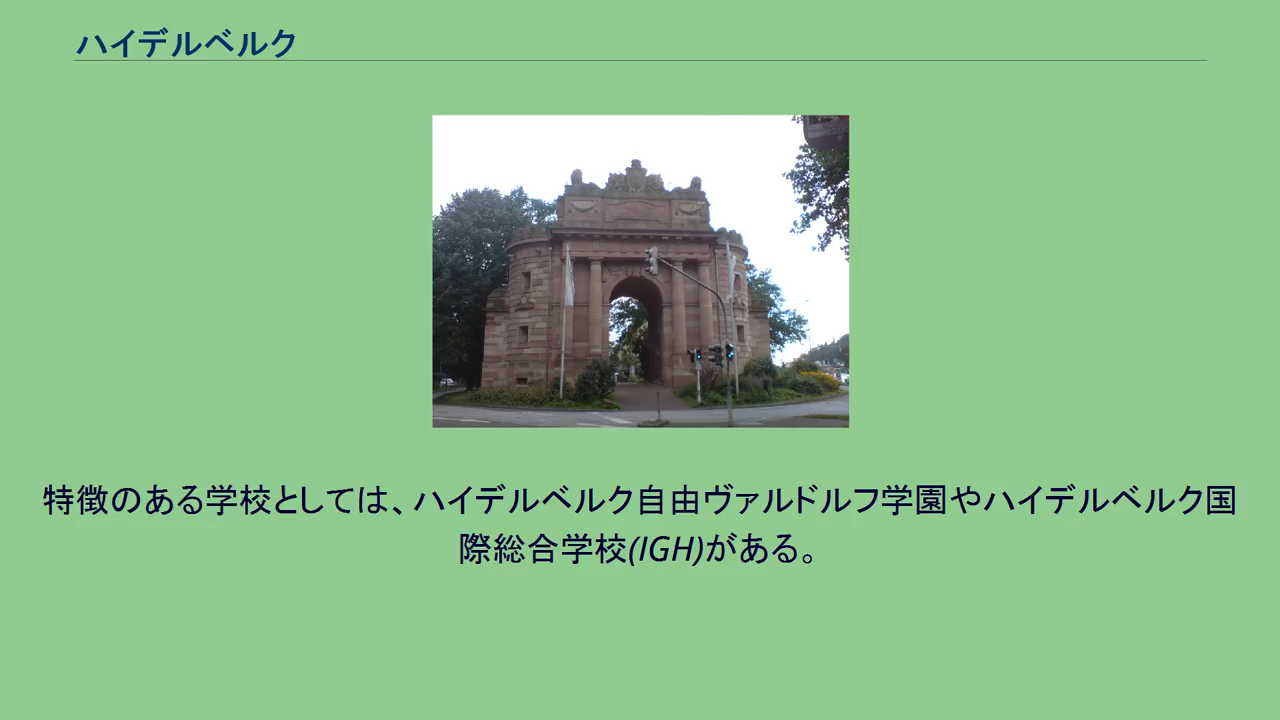 ハイデルベルク
特徴のある学校としては、ハイデルベルク自由ヴァルドルフ学園やハイデルベルク国
際総合学校(IGH)がある。